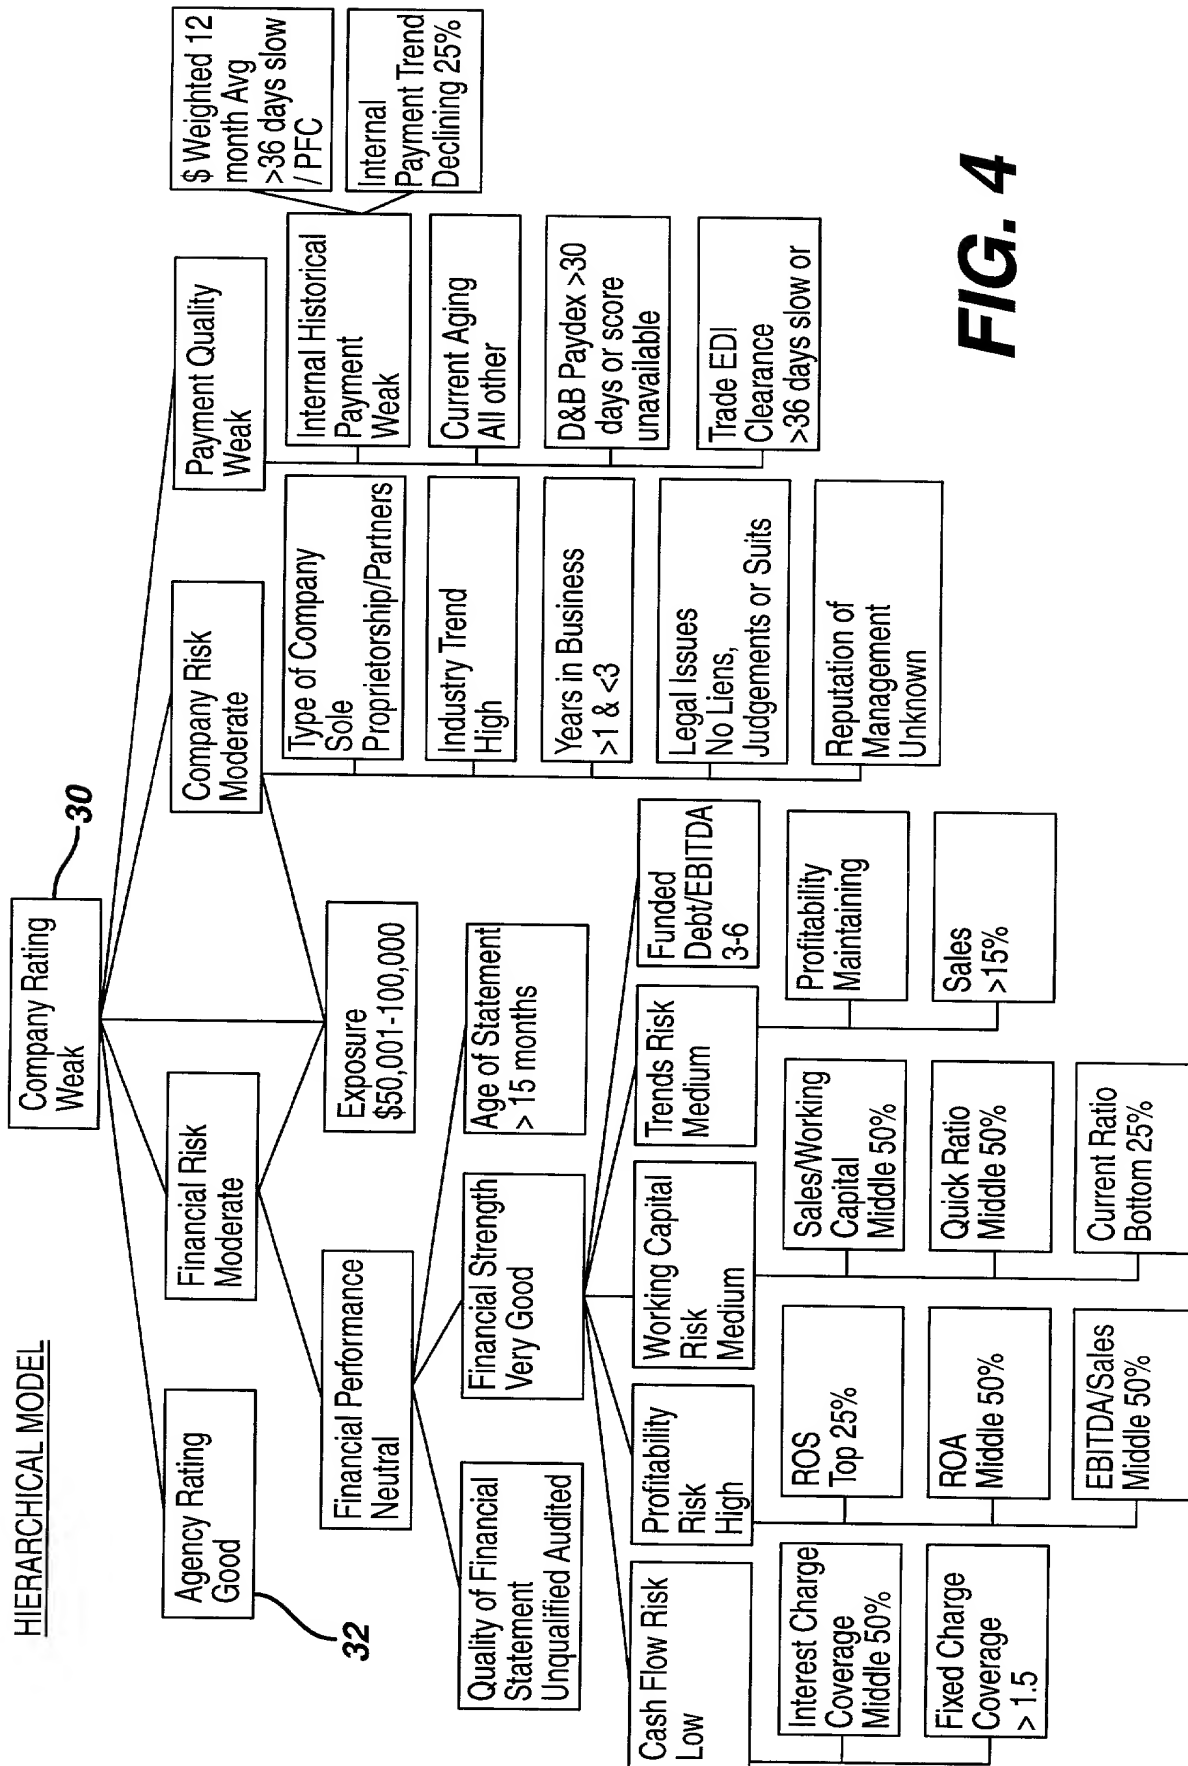 HIERARCHICAL MODEL
Company Rating
Weak
30
Agency Rating
Good
32
Financial Risk
Moderate
Company Risk
Moderate
Payment Quality
Weak
Financial Performance
Neutral
Exposure
$50,001-100,000
Type of Company
Sole
Proprietorship/Partners
Industry Trend
High
Years in Business
>1 & <3
Legal Issues
No Liens,
Judgements or Suits
Reputation of
Management
Unknown
Internal Historical
Payment
Weak
Current Aging
All other
D&B Paydex >30
days or score
unavailable
Trade EDI
Clearance
>36 days slow or
$ Weighted 12
month Avg
>36 days slow
/ PFC
Internal
Payment Trend
Declining 25%
Quality of Financial
Statement
Unqualified Audited
Financial Strength
Very Good
Age of Statement
> 15 months
Cash Flow Risk
Low
Interest Charge
Coverage
Middle 50%
Fixed Charge
Coverage
> 1.5
Profitability
Risk
High
ROS
Top 25%
ROA
Middle 50%
EBITDA/Sales
Middle 50%
Working Capital
Risk
Medium
Sales/Working
Capital
Middle 50%
Quick Ratio
Middle 50%
Current Ratio
Bottom 25%
Trends Risk
Medium
Profitability
Maintaining
Sales
>15%
Funded
Debt/EBITDA
3-6
FIG. 4